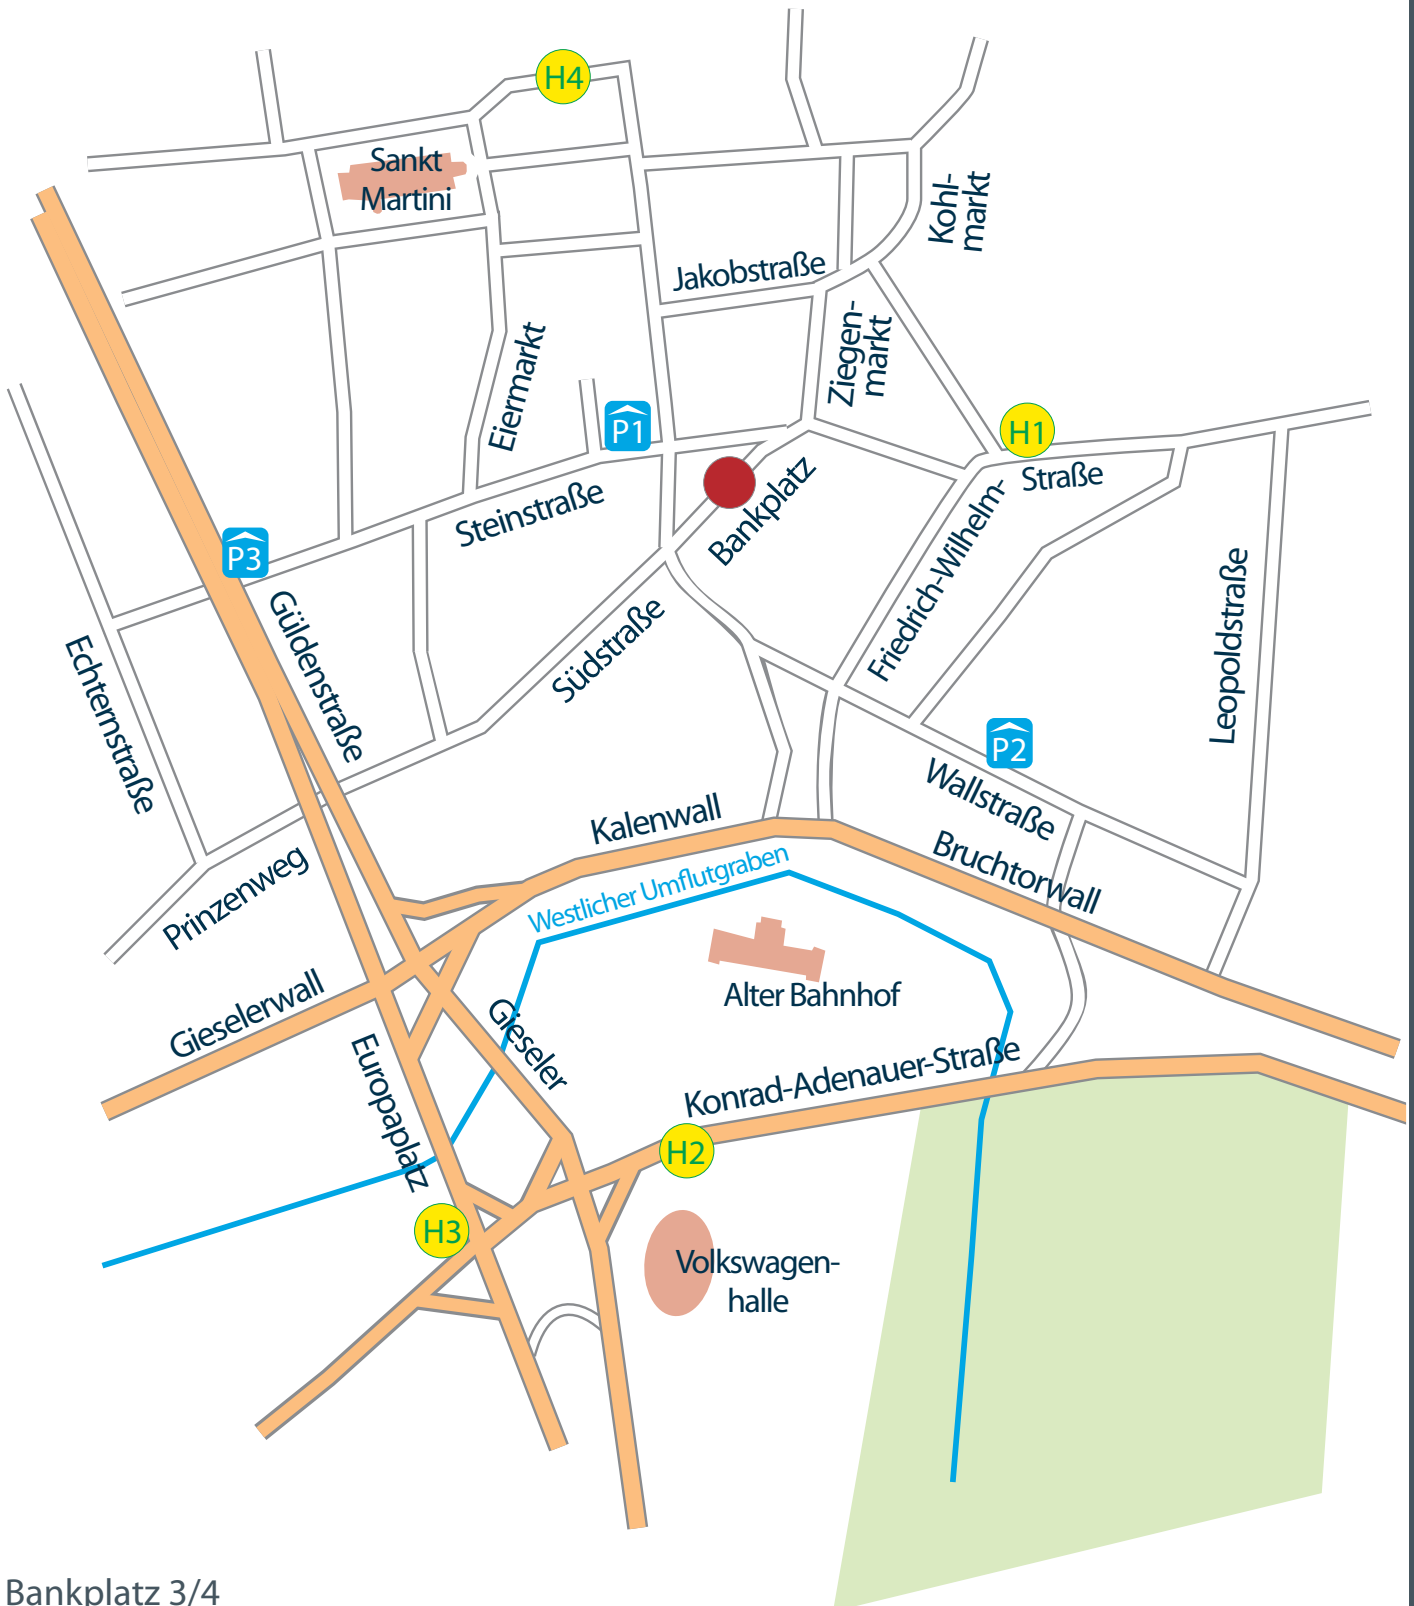 H4
Sankt
Martini
Kohl-
markt
Jakobstraße
Ziegen-
markt
Eiermarkt
P1
H1
Straße
Steinstraße
Bankplatz
Friedrich-Wilhelm-
P3
Güldenstraße
Südstraße
Leopoldstraße
Echternstraße
P2
Wallstraße
Kalenwall
Bruchtorwall
Prinzenweg
Westlicher Umflutgraben
Alter Bahnhof
Gieselerwall
Gieseler
Europaplatz
Konrad-Adenauer-Straße
H2
H3
Volkswagen-
halle
Bankplatz 3/4